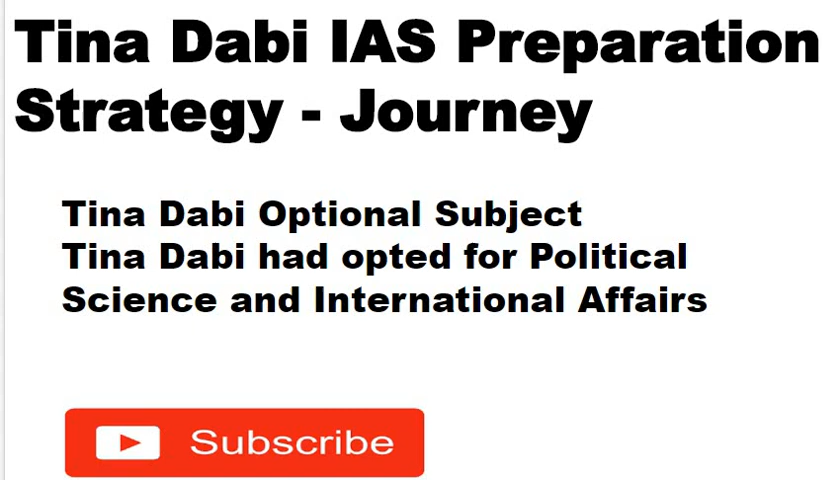 Tina Dabi IAS Preparation
Strategy - Journey
Tina Dabi Optional Subject
Tina Dabi had opted for Political
Science and International Affairs
Subscribe